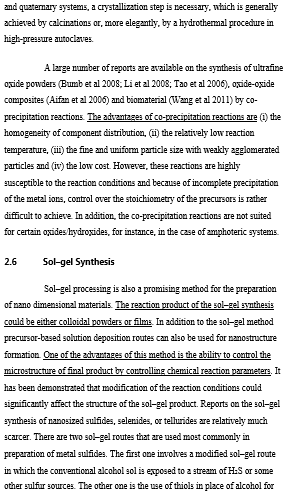 and quaternary systems, a crystallization step is necessary, which is generally
achieved by calcinations or, more elegantly, by a hydrothermal procedure in
high-pressure autoclaves.
A large number of reports are available on the synthesis of ultrafine
oxide powders (Bumb et al 2008; Li et al 2008; Tao et al 2006), oxide-oxide
composites (Aifan et al 2006) and biomaterial (Wang et al 2011) by co-
precipitation reactions. The advantages of co-precipitation reactions are (i) the
homogeneity of component distribution, (ii) the relatively low reaction
temperature, (iii) the fine and uniform particle size with weakly agglomerated
particles and (iv) the low cost. However, these reactions are highly
susceptible to the reaction conditions and because of incomplete precipitation
of the metal ions, control over the stoichiometry of the precursors is rather
difficult to achieve. In addition, the co-precipitation reactions are not suited
for certain oxides/hydroxides, for instance, in the case of amphoteric systems.
2.6 Sol–gel Synthesis
Sol–gel processing is also a promising method for the preparation
of nano dimensional materials. The reaction product of the sol–gel synthesis
could be either colloidal powders or films. In addition to the sol–gel method
precursor-based solution deposition routes can also be used for nanostructure
formation. One of the advantages of this method is the ability to control the
microstructure of final product by controlling chemical reaction parameters. It
has been demonstrated that modification of the reaction conditions could
significantly affect the structure of the sol–gel product. Reports on the sol–gel
synthesis of nanosized sulfides, selenides, or tellurides are relatively much
scarcer. There are two sol–gel routes that are used most commonly in
preparation of metal sulfides. The first one involves a modified sol–gel route
in which the conventional alcohol sol is exposed to a stream of H₂S or some
other sulfur sources. The other one is the use of thiols in place of alcohol for